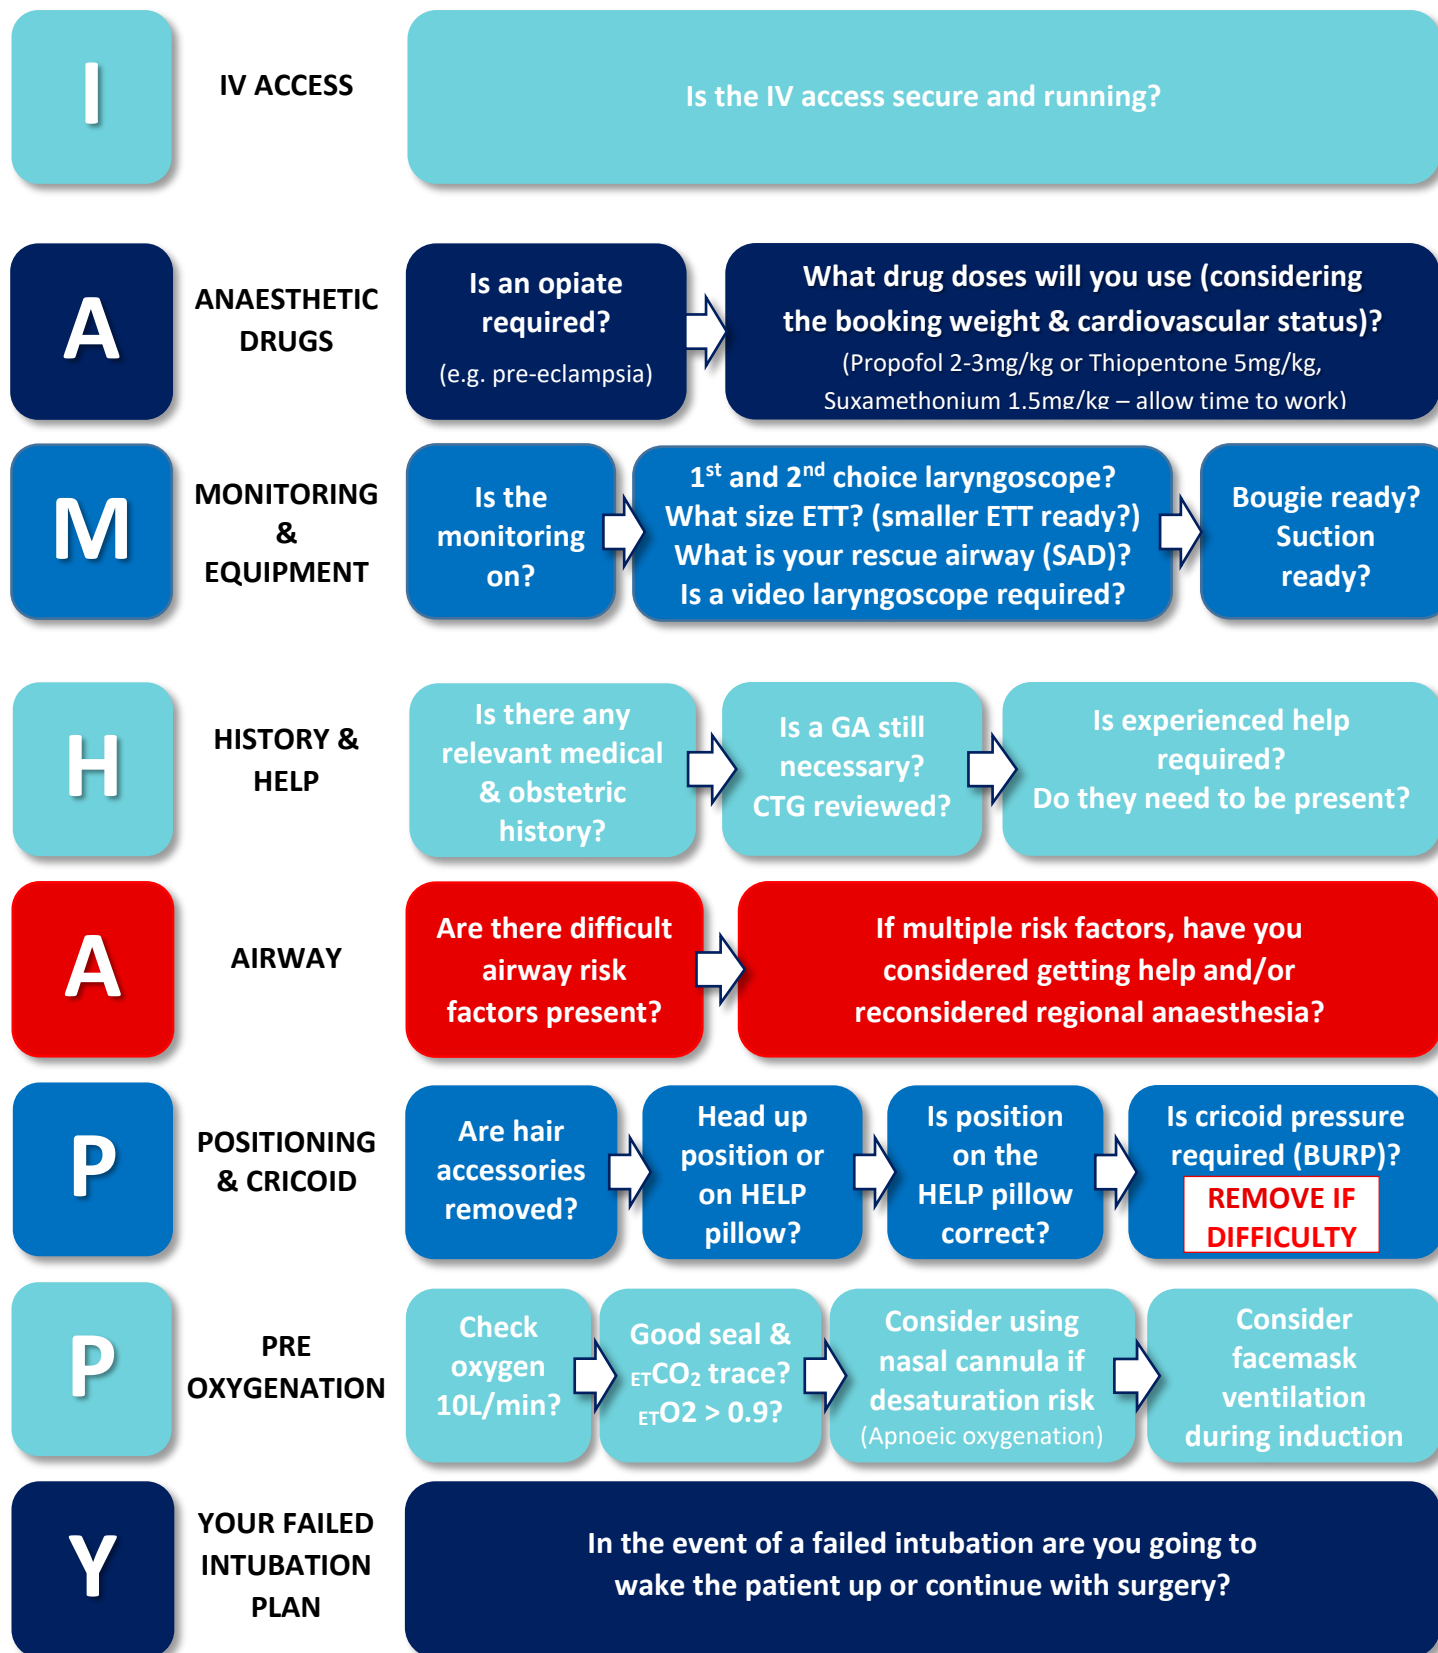 I
IV ACCESS
Is the IV access secure and running?
A
ANAESTHETIC
DRUGS
Is an opiate
required?
(e.g. pre-eclampsia)
What drug doses will you use (considering
the booking weight & cardiovascular status)?
(Propofol 2-3mg/kg or Thiopentone 5mg/kg,
Suxamethonium 1.5mg/kg – allow time to work)
M
MONITORING
&
EQUIPMENT
Is the
monitoring
on?
1st and 2nd choice laryngoscope?
What size ETT? (smaller ETT ready?)
What is your rescue airway (SAD)?
Is a video laryngoscope required?
Bougie ready?
Suction
ready?
H
HISTORY &
HELP
Is there any
relevant medical
& obstetric
history?
Is a GA still
necessary?
CTG reviewed?
Is experienced help
required?
Do they need to be present?
A
AIRWAY
Are there difficult
airway risk
factors present?
If multiple risk factors, have you
considered getting help and/or
reconsidered regional anaesthesia?
P
POSITIONING
& CRICOID
Are hair
accessories
removed?
Head up
position or
on HELP
pillow?
Is position
on the
HELP pillow
correct?
Is cricoid pressure
required (BURP)?
REMOVE IF
DIFFICULTY
P
PRE
OXYGENATION
Check
oxygen
10L/min?
Good seal &
ETCO2 trace?
ETO2 > 0.9?
Consider using
nasal cannula if
desaturation risk
(Apnoeic oxygenation)
Consider
facemask
ventilation
during induction
Y
YOUR FAILED
INTUBATION
PLAN
In the event of a failed intubation are you going to
wake the patient up or continue with surgery?